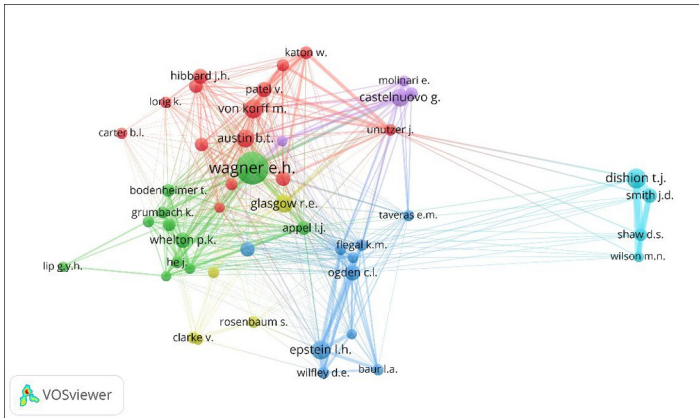 katon w.
hibbard j.h.
molinari e.
patel v.
castelnuovo g.
long k.
von korff m.
carter b.l.
austin b.t.
unutzer j.
wagner e.h.
dishion t.j.
bodenheimer t.
smith j.d.
glasgow r.e.
grumbach k.
taveras e.m.
appel l.j.
shaw d.s.
whelton p.k.
flegal k.m.
wilson m.n.
lip g.y.h.
he j.
ogden c.l.
rosenbaum s.
clarke v.
epstein l.h.
baur l.a.
wilfley d.e.
VOSviewer